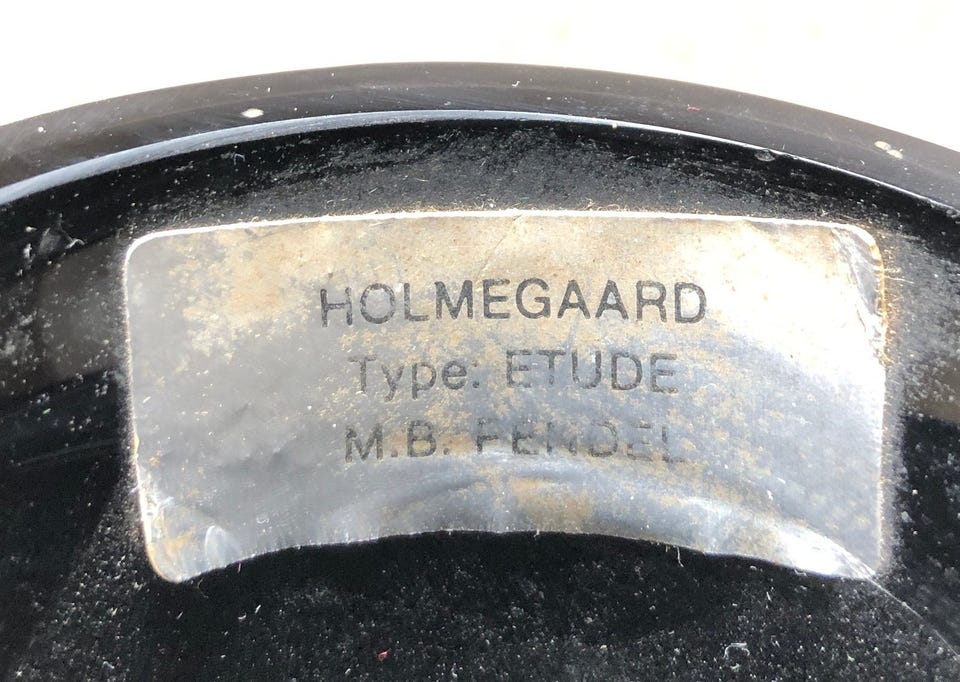 HOLMEGAARD
Type: ETUDE
M.B. PENDEL